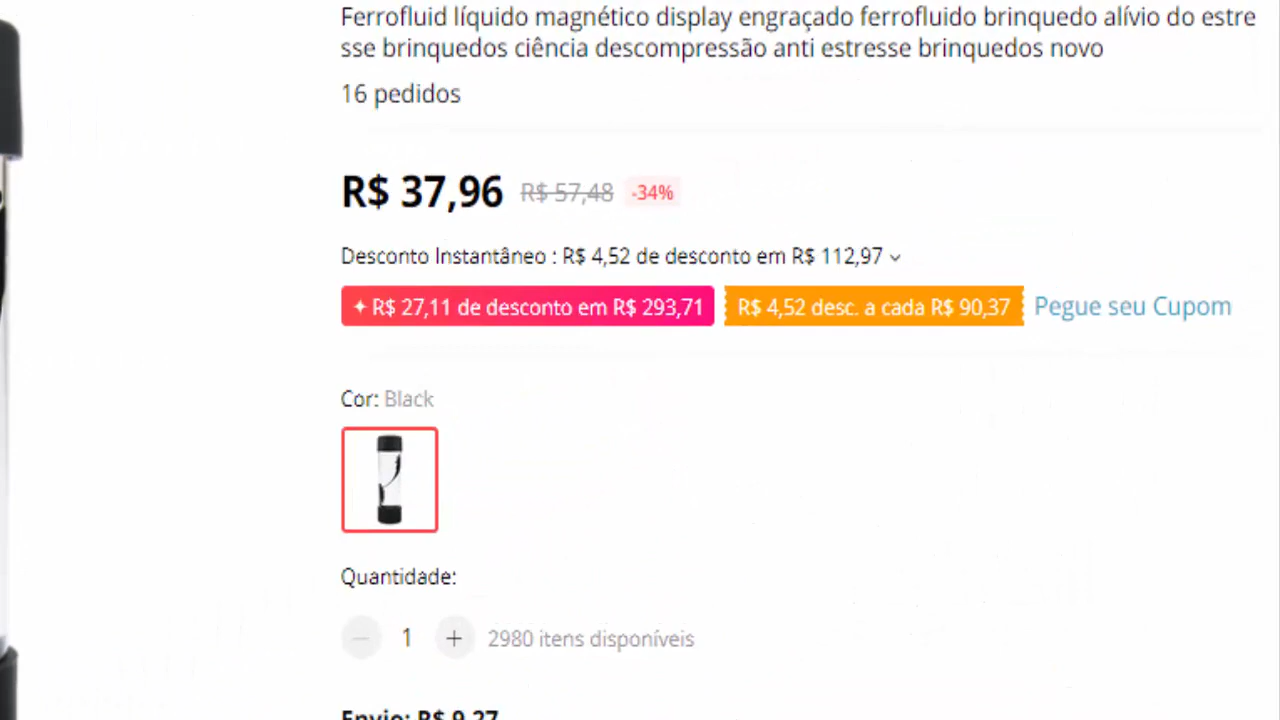 Ferrofluid líquido magnético display engraçado ferrofluido brinquedo alívio do estre
sse brinquedos ciência descompressão anti estresse brinquedos novo
16 pedidos
R$ 37,96 R$ 57,48 -34%
Desconto Instantâneo : R$ 4,52 de desconto em R$ 112,97
R$ 27,11 de desconto em R$ 293,71 R$ 4,52 desc. a cada R$ 90,37 Pegue seu Cupom
Cor: Black
Quantidade:
1 + 2980 itens disponíveis
Envio: R$ 9,27